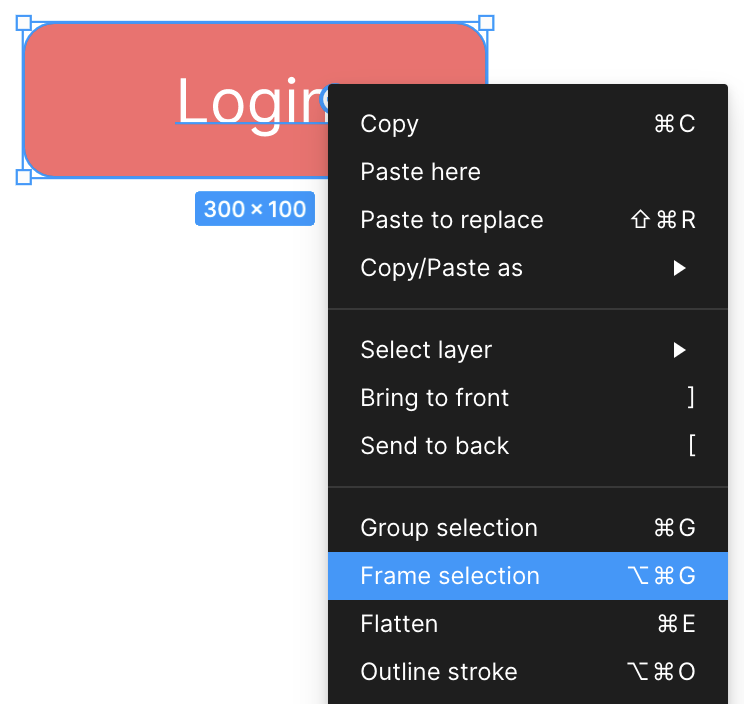 Login
300 × 100
Copy ⌘C
Paste here
Paste to replace ⇧⌘R
Copy/Paste as
Select layer
Bring to front ]
Send to back [
Group selection ⌘G
Frame selection ⌥⌘G
Flatten ⌘E
Outline stroke ⌥⌘O